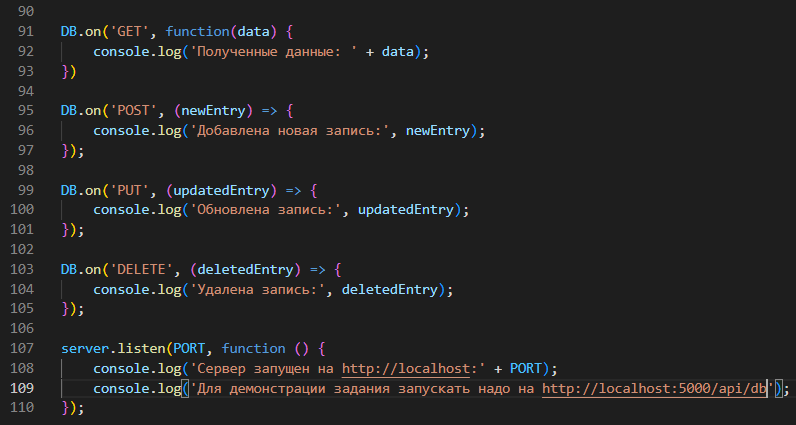 90
91 DB.on('GET', function(data) {
92 console.log('Полученные данные: ' + data);
93 })
94
95 DB.on('POST', (newEntry) => {
96 console.log('Добавлена новая запись:', newEntry);
97 });
98
99 DB.on('PUT', (updatedEntry) => {
100 console.log('Обновлена запись:', updatedEntry);
101 });
102
103 DB.on('DELETE', (deletedEntry) => {
104 console.log('Удалена запись:', deletedEntry);
105 });
106
107 server.listen(PORT, function () {
108 console.log('Сервер запущен на http://localhost:' + PORT);
109 console.log('Для демонстрации задания запускать надо на http://localhost:5000/api/db');
110 });